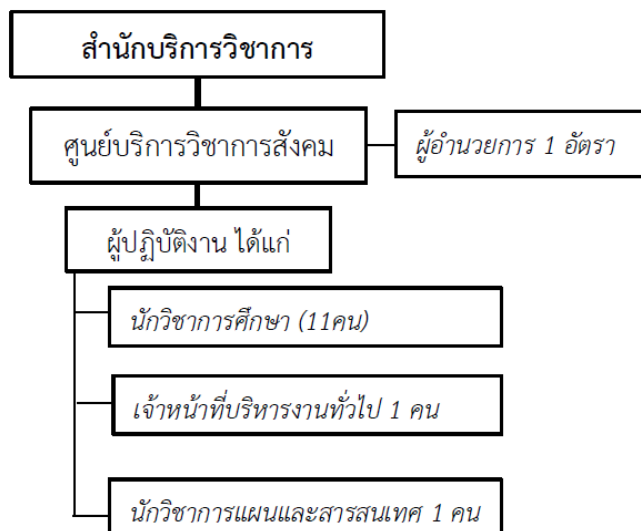 สำนักบริการวิชาการ
ศูนย์บริการวิชาการสังคม
ผู้อำนวยการ 1 อัตรา
ผู้ปฏิบัติงาน ได้แก่
นักวิชาการศึกษา (11คน)
เจ้าหน้าที่บริหารงานทั่วไป 1 คน
นักวิชาการแผนและสารสนเทศ 1 คน